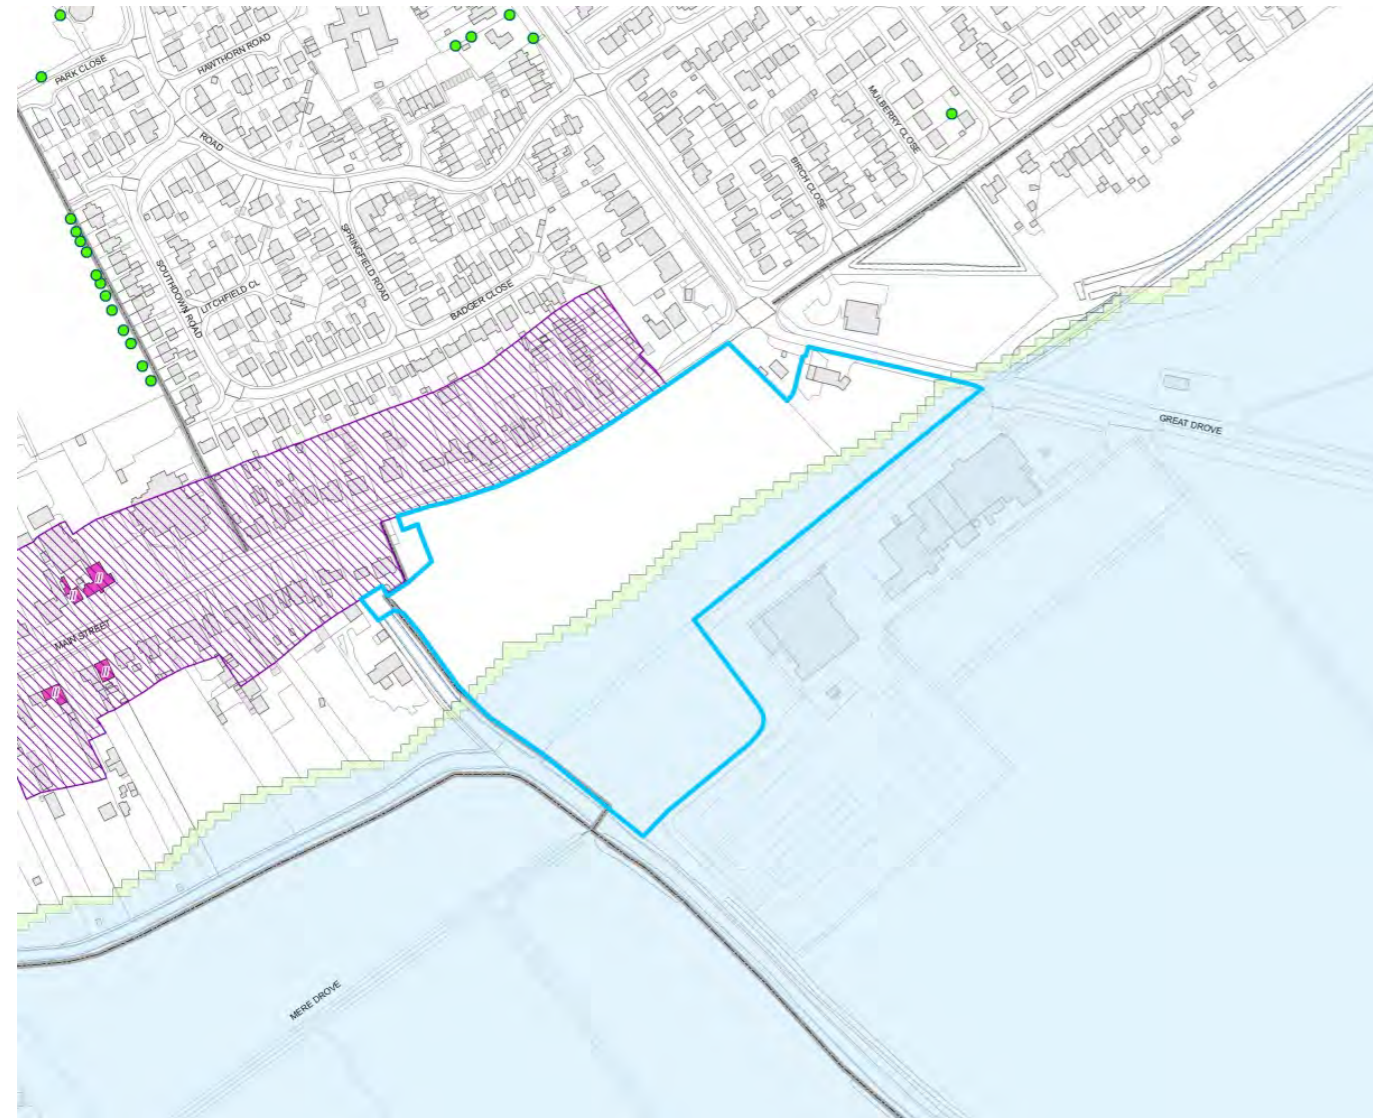 PARK CLOSE
HAWTHORN ROAD
ROAD
MULBERRY CLOSE
BIRCH CLOSE
SPRINGFIELD ROAD
SOUTHDOWN ROAD
LITCHFIELD CL
BADGER CLOSE
GREAT DROVE
MAIN STREET
MERE DROVE